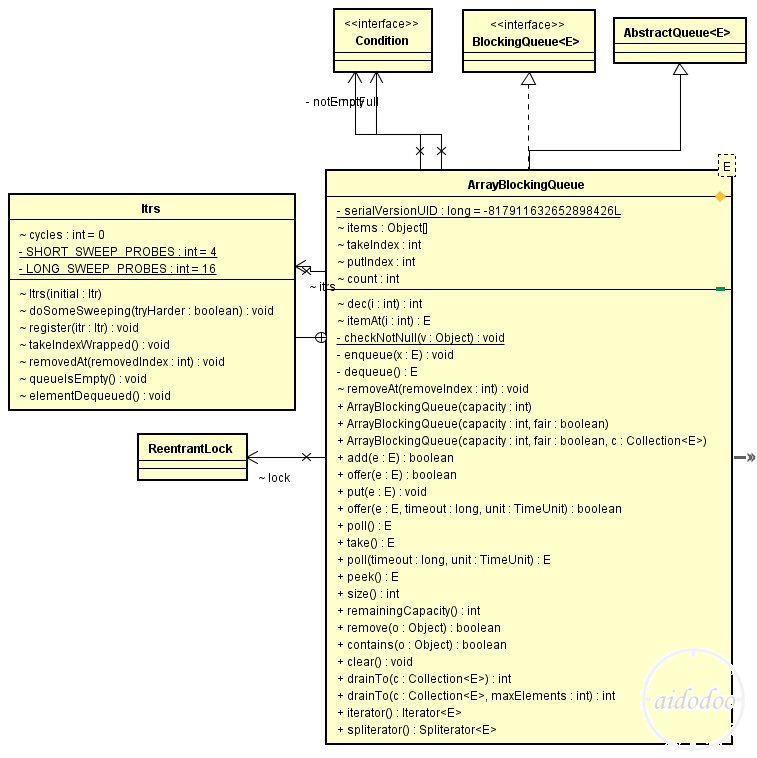 <<interface>>
Condition
<<interface>>
BlockingQueue<E>
AbstractQueue<E>
- notEmpty
Full
E
ArrayBlockingQueue
- serialVersionUID : long = -817911632652898426L
~ items : Object[]
~ takeIndex : int
~ putIndex : int
~ count : int
~ dec(i : int) : int
~ itemAt(i : int) : E
- checkNotNull(v : Object) : void
- enqueue(x : E) : void
- dequeue() : E
~ removeAt(removeIndex : int) : void
+ ArrayBlockingQueue(capacity : int)
+ ArrayBlockingQueue(capacity : int, fair : boolean)
+ ArrayBlockingQueue(capacity : int, fair : boolean, c : Collection<E>)
+ add(e : E) : boolean
+ offer(e : E) : boolean
+ put(e : E) : void
+ offer(e : E, timeout : long, unit : TimeUnit) : boolean
+ poll() : E
+ take() : E
+ poll(timeout : long, unit : TimeUnit) : E
+ peek() : E
+ size() : int
+ remainingCapacity() : int
+ remove(o : Object) : boolean
+ contains(o : Object) : boolean
+ clear() : void
+ drainTo(c : Collection<E>) : int
+ drainTo(c : Collection<E>, maxElements : int) : int
+ iterator() : Iterator<E>
+ spliterator() : Spliterator<E>
Itrs
~ cycles : int = 0
- SHORT_SWEEP_PROBES : int = 4
- LONG_SWEEP_PROBES : int = 16
~ Itrs(initial : Itr)
~ doSomeSweeping(tryHarder : boolean) : void
~ register(itr : Itr) : void
~ takeIndexWrapped() : void
~ removedAt(removedIndex : int) : void
~ queueIsEmpty() : void
~ elementDequeued() : void
~ itrs
ReentrantLock
~ lock
aidodoo